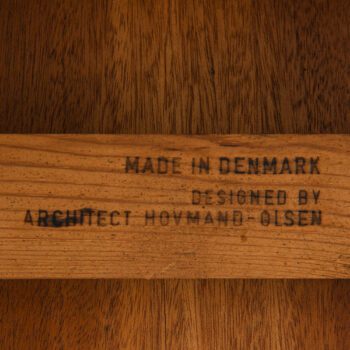 MADE IN DENMARK
DESIGNED BY
ARCHITECT HOVMAND-OLSEN